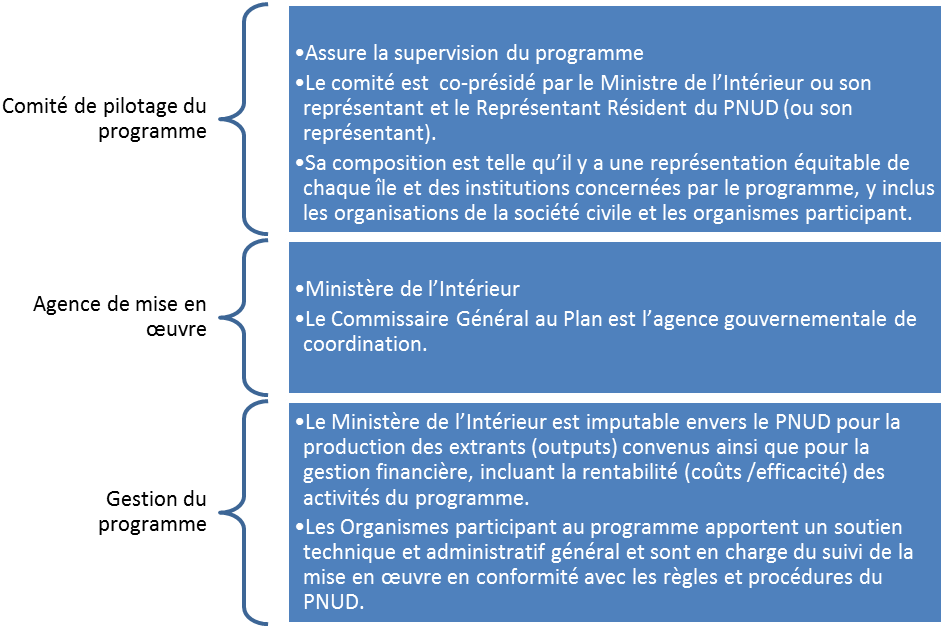 Comité de pilotage du
programme
•Assure la supervision du programme
•Le comité est co-présidé par le Ministre de l’Intérieur ou son
représentant et le Représentant Résident du PNUD (ou son
représentant).
•Sa composition est telle qu’il y a une représentation équitable de
chaque île et des institutions concernées par le programme, y inclus
les organisations de la société civile et les organismes participant.
Agence de mise en
œuvre
•Ministère de l’Intérieur
•Le Commissaire Général au Plan est l’agence gouvernementale de
coordination.
Gestion du
programme
•Le Ministère de l’Intérieur est imputable envers le PNUD pour la
production des extrants (outputs) convenus ainsi que pour la
gestion financière, incluant la rentabilité (coûts /efficacité) des
activités du programme.
•Les Organismes participant au programme apportent un soutien
technique et administratif général et sont en charge du suivi de la
mise en œuvre en conformité avec les règles et procédures du
PNUD.